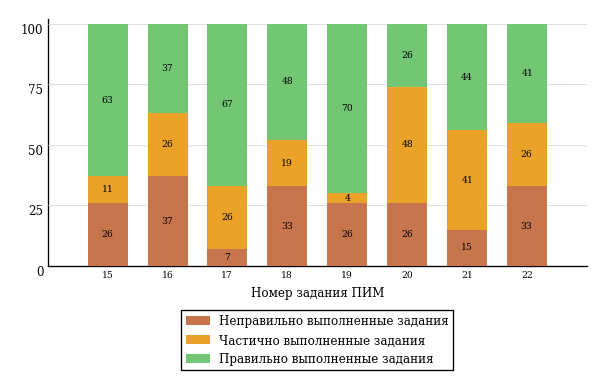 100
63 37 67 48 70 26 44 41
75
11 26 26 19 4 48 41 26
50
26 37 7 33 26 26 15 33
25
0
15 16 17 18 19 20 21 22
Номер задания ПИМ
Неправильно выполненные задания
Частично выполненные задания
Правильно выполненные задания